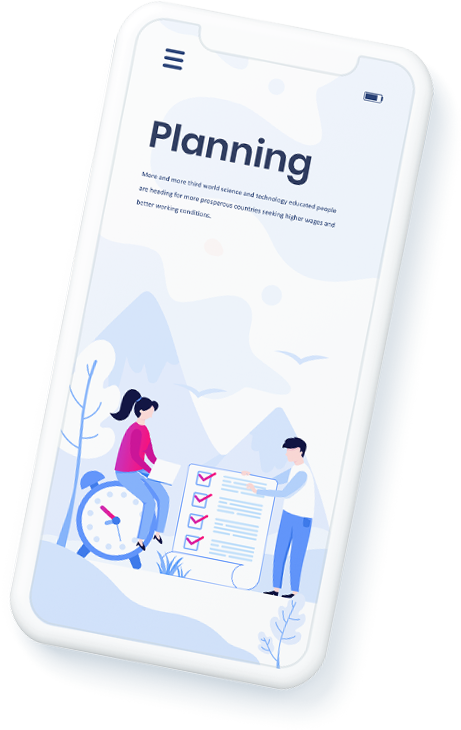 Planning
More and more third world science and technology educated people
are heading for more prosperous countries seeking higher wages and
better working conditions.